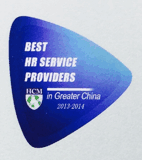 BEST
HR SERVICE
PROVIDERS
HCM
in Greater China
2013-2014